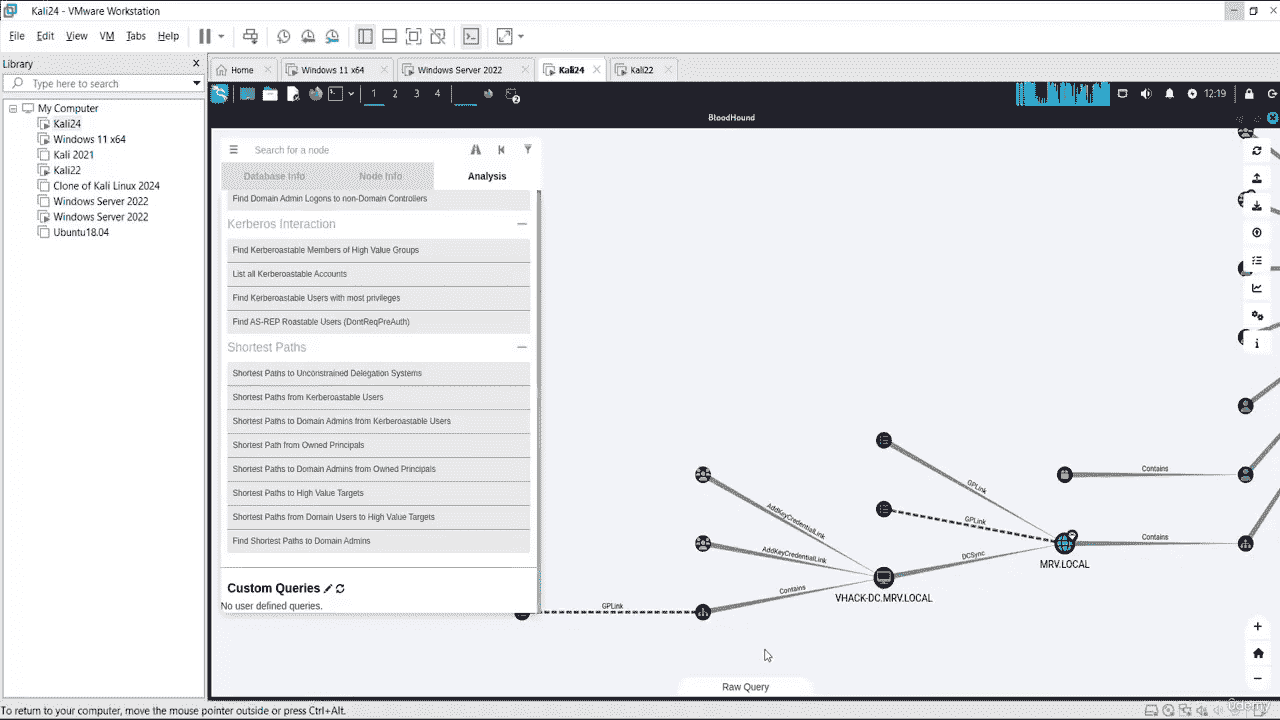 Kali24 - VMware Workstation
File Edit View VM Tabs Help
Library X
Type here to search
My Computer
Kali24
Windows 11 x64
Kali 2021
Kali22
Clone of Kali Linux 2024
Windows Server 2022
Windows Server 2022
Ubuntu18.04
Home Windows 11 x64 Windows Server 2022 Kali24 Kali22
1 2 3 4 2 12:19
BloodHound
Search for a node
Database Info Node Info Analysis
Find Domain Admin Logons to non-Domain Controllers
Kerberos Interaction
Find Kerberoastable Members of High Value Groups
List all Kerberoastable Accounts
Find Kerberoastable Users with most privileges
Find AS-REP Roastable Users (DontReqPreAuth)
Shortest Paths
Shortest Paths to Unconstrained Delegation Systems
Shortest Paths from Kerberoastable Users
Shortest Paths to Domain Admins from Kerberoastable Users
Shortest Path from Owned Principals
Shortest Paths to Domain Admins from Owned Principals
Shortest Paths to High Value Targets
Shortest Paths from Domain Users to High Value Targets
Find Shortest Paths to Domain Admins
Custom Queries
No user defined queries.
GPLink
AddKeyCredentialLink
AddKeyCredentialLink
Contains
VHACK-DC.MRV.LOCAL
GPLink
GPLink
DCSync
MRV.LOCAL
Contains
Contains
Raw Query
To return to your computer, move the mouse pointer outside or press Ctrl+Alt.
udemy